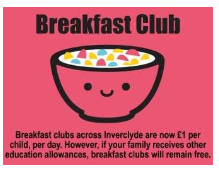 Breakfast Club
Breakfast clubs across Inverclyde are now £1 per
child, per day. However, if your family receives other
education allowances, breakfast clubs will remain free.